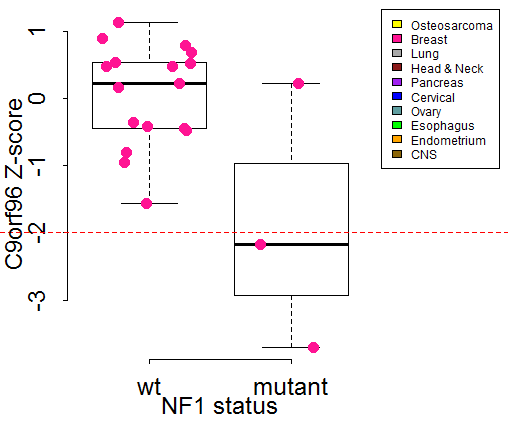 1
0
-1
-2
-3
C9orf96 Z-score
wt
mutant
NF1 status
Osteosarcoma
Breast
Lung
Head & Neck
Pancreas
Cervical
Ovary
Esophagus
Endometrium
CNS